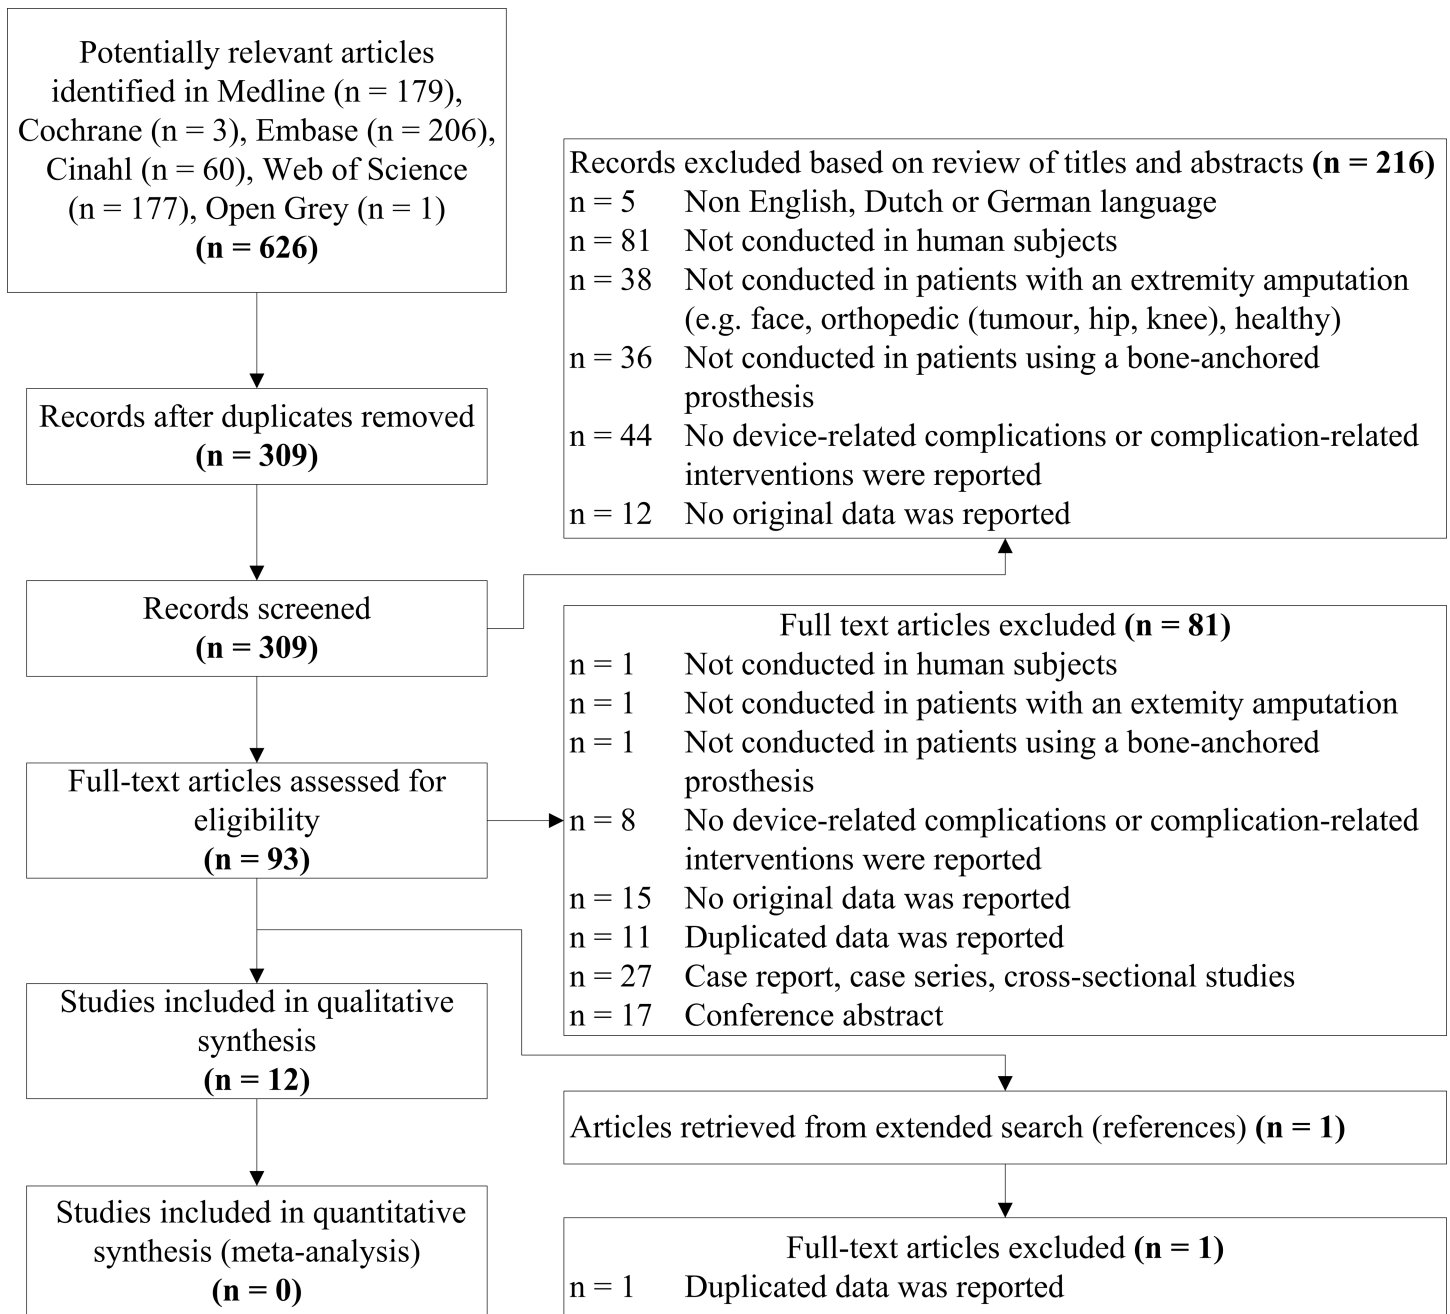 Potentially relevant articles
identified in Medline (n = 179),
Cochrane (n = 3), Embase (n = 206),
Cinahl (n = 60), Web of Science
(n = 177), Open Grey (n = 1)
(n = 626)
Records after duplicates removed
(n = 309)
Records screened
(n = 309)
Records excluded based on review of titles and abstracts (n = 216)
n = 5 Non English, Dutch or German language
n = 81 Not conducted in human subjects
n = 38 Not conducted in patients with an extremity amputation
(e.g. face, orthopedic (tumour, hip, knee), healthy)
n = 36 Not conducted in patients using a bone-anchored
prosthesis
n = 44 No device-related complications or complication-related
interventions were reported
n = 12 No original data was reported
Full-text articles assessed for
eligibility
(n = 93)
Full text articles excluded (n = 81)
n = 1 Not conducted in human subjects
n = 1 Not conducted in patients with an extemity amputation
n = 1 Not conducted in patients using a bone-anchored
prosthesis
n = 8 No device-related complications or complication-related
interventions were reported
n = 15 No original data was reported
n = 11 Duplicated data was reported
n = 27 Case report, case series, cross-sectional studies
n = 17 Conference abstract
Studies included in qualitative
synthesis
(n = 12)
Articles retrieved from extended search (references) (n = 1)
Studies included in quantitative
synthesis (meta-analysis)
(n = 0)
Full-text articles excluded (n = 1)
n = 1 Duplicated data was reported